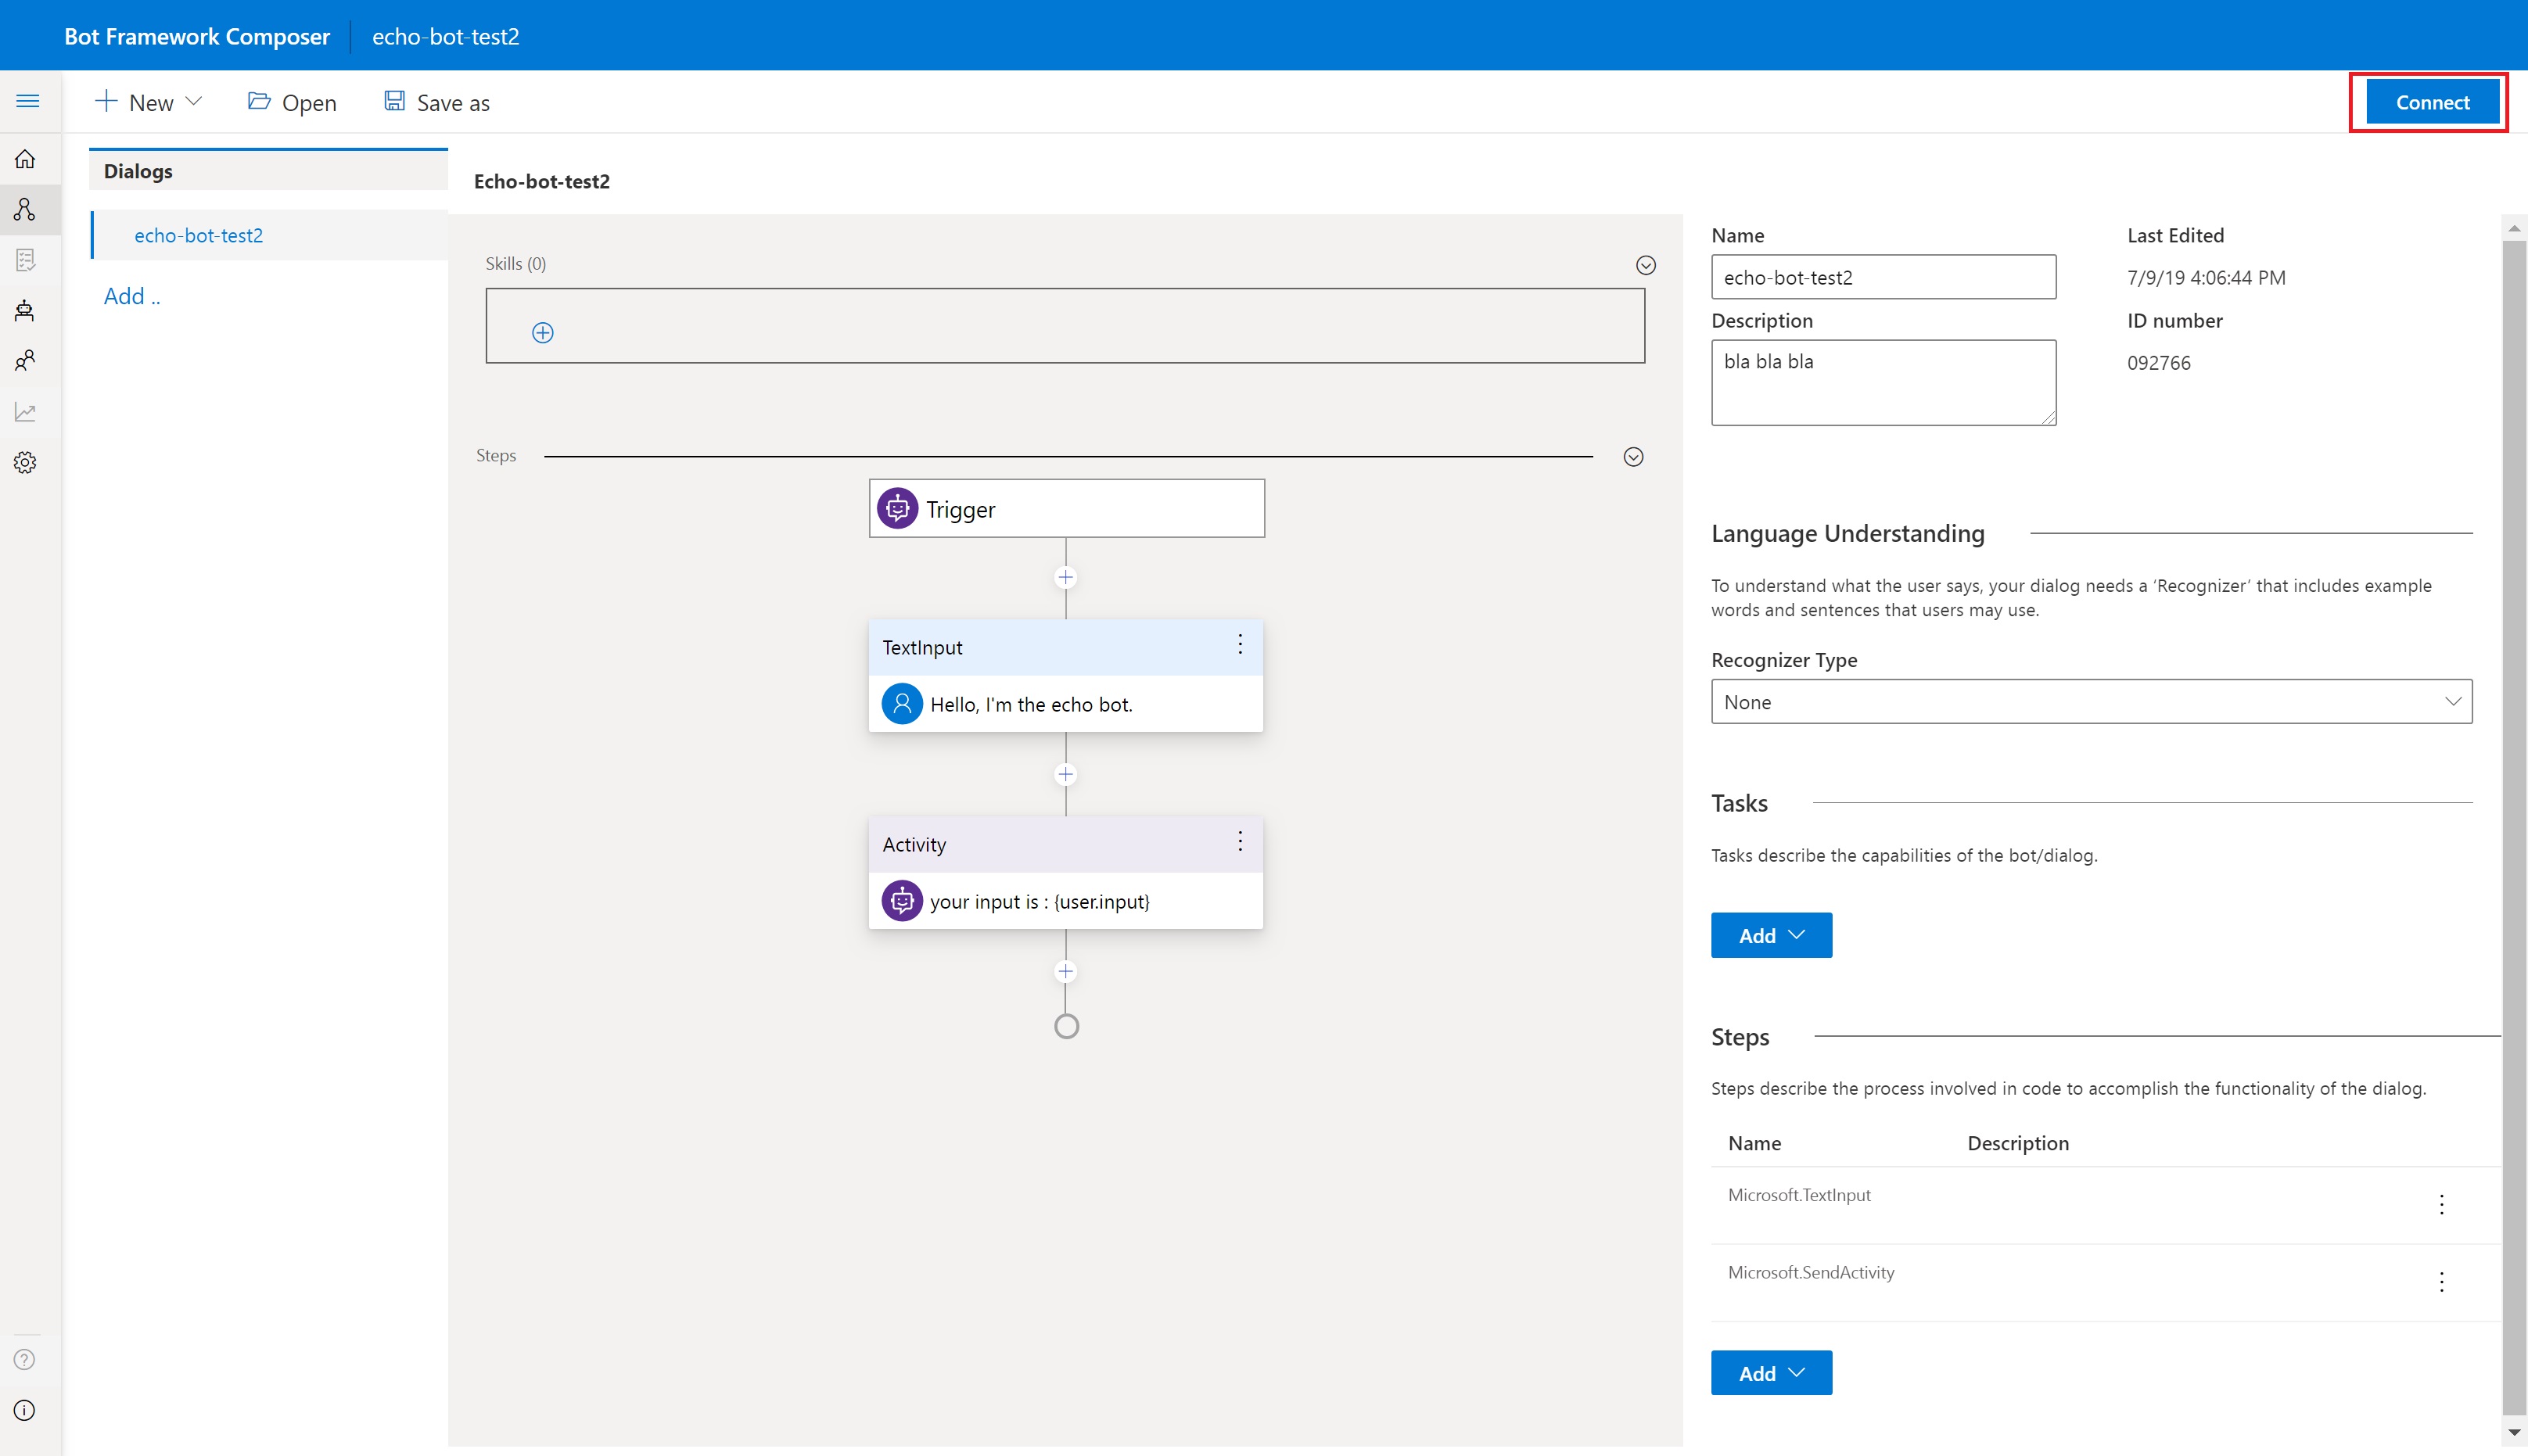 Bot Framework Composer
echo-bot-test2
New
Open
Save as
Connect
Dialogs
echo-bot-test2
Add ..
Echo-bot-test2
Skills (0)
Steps
Trigger
TextInput
Hello, I'm the echo bot.
Activity
your input is : {user.input}
Name
echo-bot-test2
Last Edited
7/9/19 4:06:44 PM
Description
bla bla bla
ID number
092766
Language Understanding
To understand what the user says, your dialog needs a ‘Recognizer’ that includes example
words and sentences that users may use.
Recognizer Type
None
Tasks
Tasks describe the capabilities of the bot/dialog.
Add
Steps
Steps describe the process involved in code to accomplish the functionality of the dialog.
Name Description
Microsoft.TextInput
Microsoft.SendActivity
Add